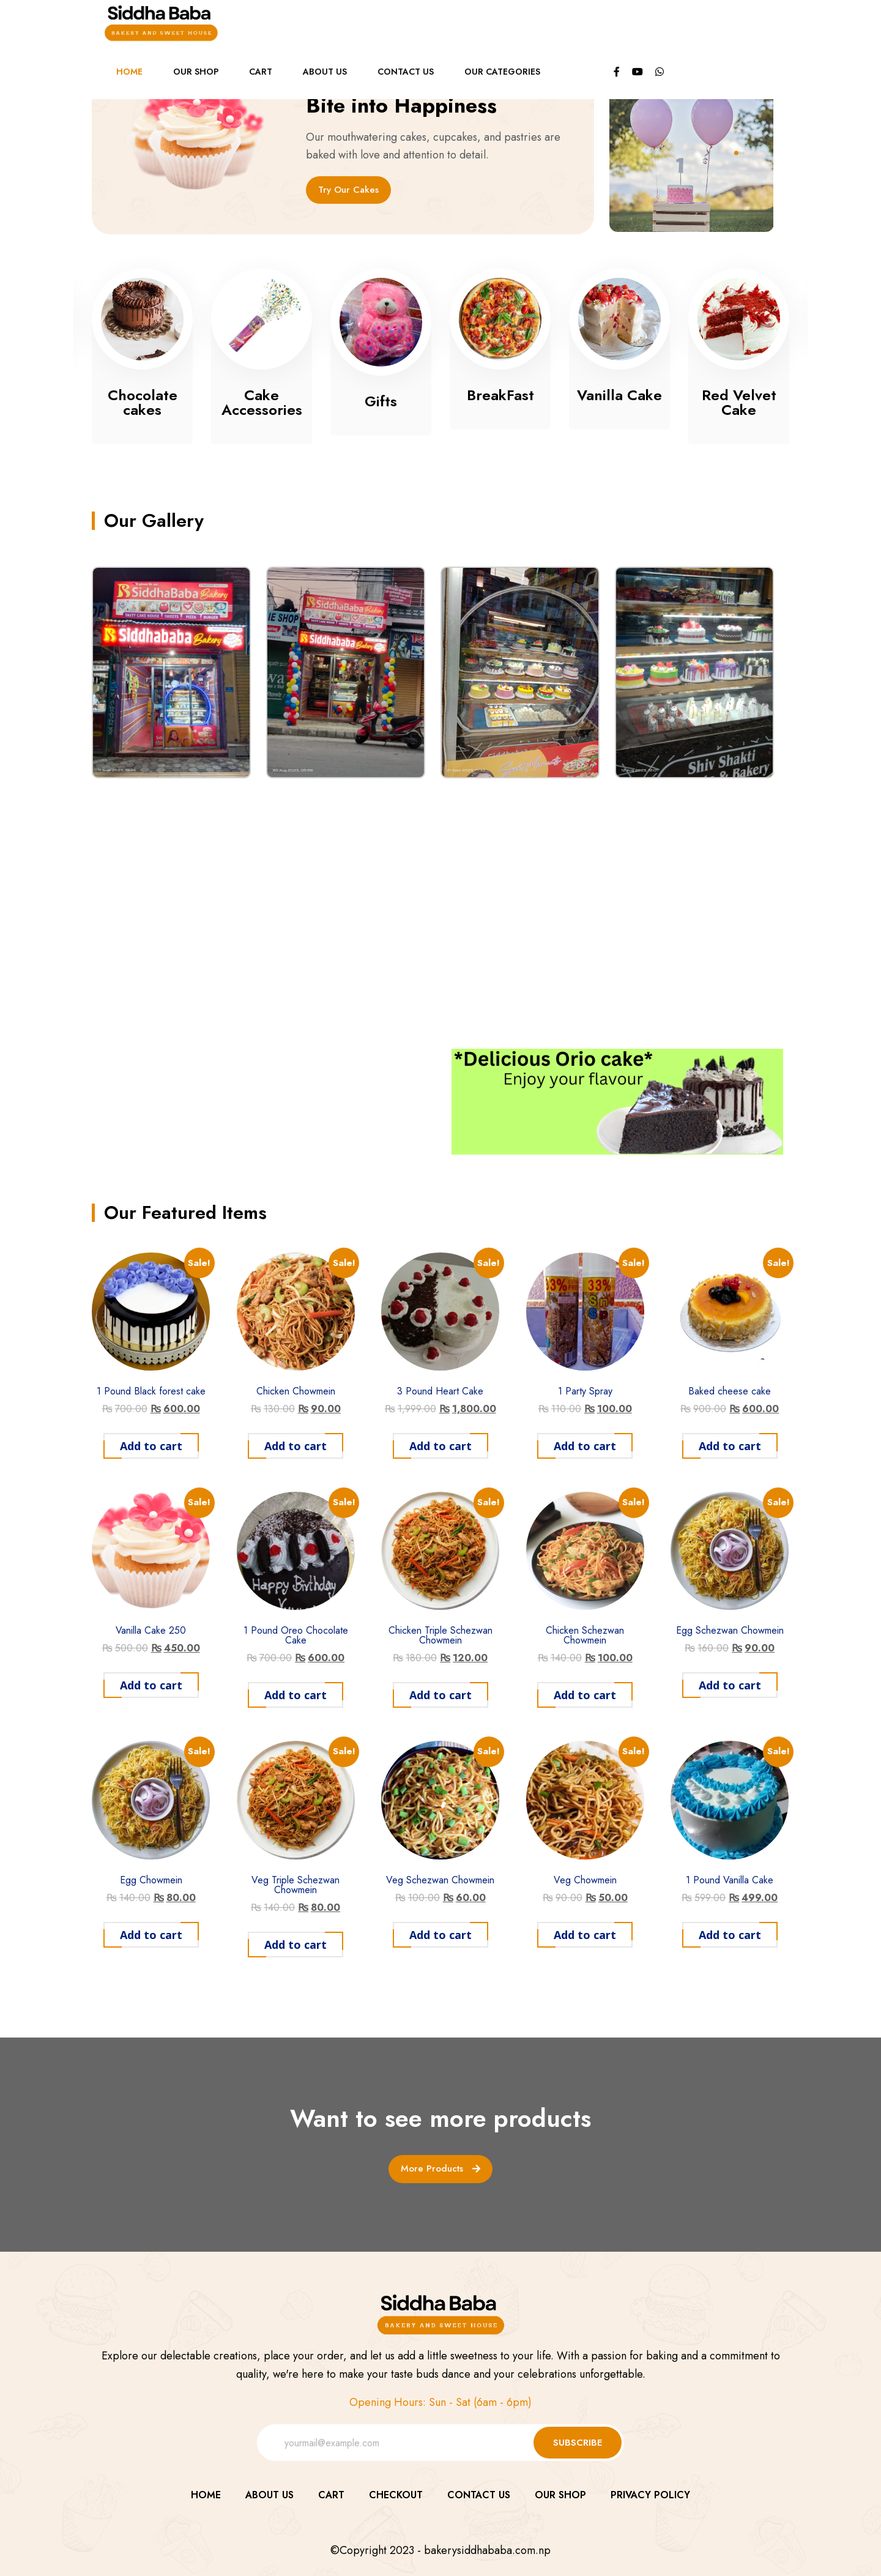 Siddha Baba
BAKERY AND SWEET HOUSE
HOME OUR SHOP CART ABOUT US CONTACT US OUR CATEGORIES
Bite into Happiness
Our mouthwatering cakes, cupcakes, and pastries are
baked with love and attention to detail.
Try Our Cakes
Chocolate
cakes
Cake
Accessories
Gifts
BreakFast
Vanilla Cake
Red Velvet
Cake
Our Gallery
SiddhaBaba
Bakery
Siddhababa Bakery
SiddhaBaba
Bakery
Siddhababa Bakery
Shiv Shakti
& Bakery
*Delicious Orio cake*
Enjoy your flavour
Our Featured Items
Sale!
1 Pound Black forest cake
₨ 700.00 ₨ 600.00
Add to cart
Sale!
Chicken Chowmein
₨ 130.00 ₨ 90.00
Add to cart
Sale!
3 Pound Heart Cake
₨ 1,999.00 ₨ 1,800.00
Add to cart
Sale!
33%
33%
1 Party Spray
₨ 110.00 ₨ 100.00
Add to cart
Sale!
Baked cheese cake
₨ 900.00 ₨ 600.00
Add to cart
Sale!
Vanilla Cake 250
₨ 500.00 ₨ 450.00
Add to cart
Sale!
Happy Birthday
1 Pound Oreo Chocolate
Cake
₨ 700.00 ₨ 600.00
Add to cart
Sale!
Chicken Triple Schezwan
Chowmein
₨ 180.00 ₨ 120.00
Add to cart
Sale!
Chicken Schezwan
Chowmein
₨ 140.00 ₨ 100.00
Add to cart
Sale!
Egg Schezwan Chowmein
₨ 160.00 ₨ 90.00
Add to cart
Sale!
Egg Chowmein
₨ 140.00 ₨ 80.00
Add to cart
Sale!
Veg Triple Schezwan
Chowmein
₨ 140.00 ₨ 80.00
Add to cart
Sale!
Veg Schezwan Chowmein
₨ 100.00 ₨ 60.00
Add to cart
Sale!
Veg Chowmein
₨ 90.00 ₨ 50.00
Add to cart
Sale!
1 Pound Vanilla Cake
₨ 599.00 ₨ 499.00
Add to cart
Want to see more products
More Products
Siddha Baba
BAKERY AND SWEET HOUSE
Explore our delectable creations, place your order, and let us add a little sweetness to your life. With a passion for baking and a commitment to
quality, we're here to make your taste buds dance and your celebrations unforgettable.
Opening Hours: Sun - Sat (6am - 6pm)
yourmail@example.com
SUBSCRIBE
HOME ABOUT US CART CHECKOUT CONTACT US OUR SHOP PRIVACY POLICY
©Copyright 2023 - bakerysiddhababa.com.np